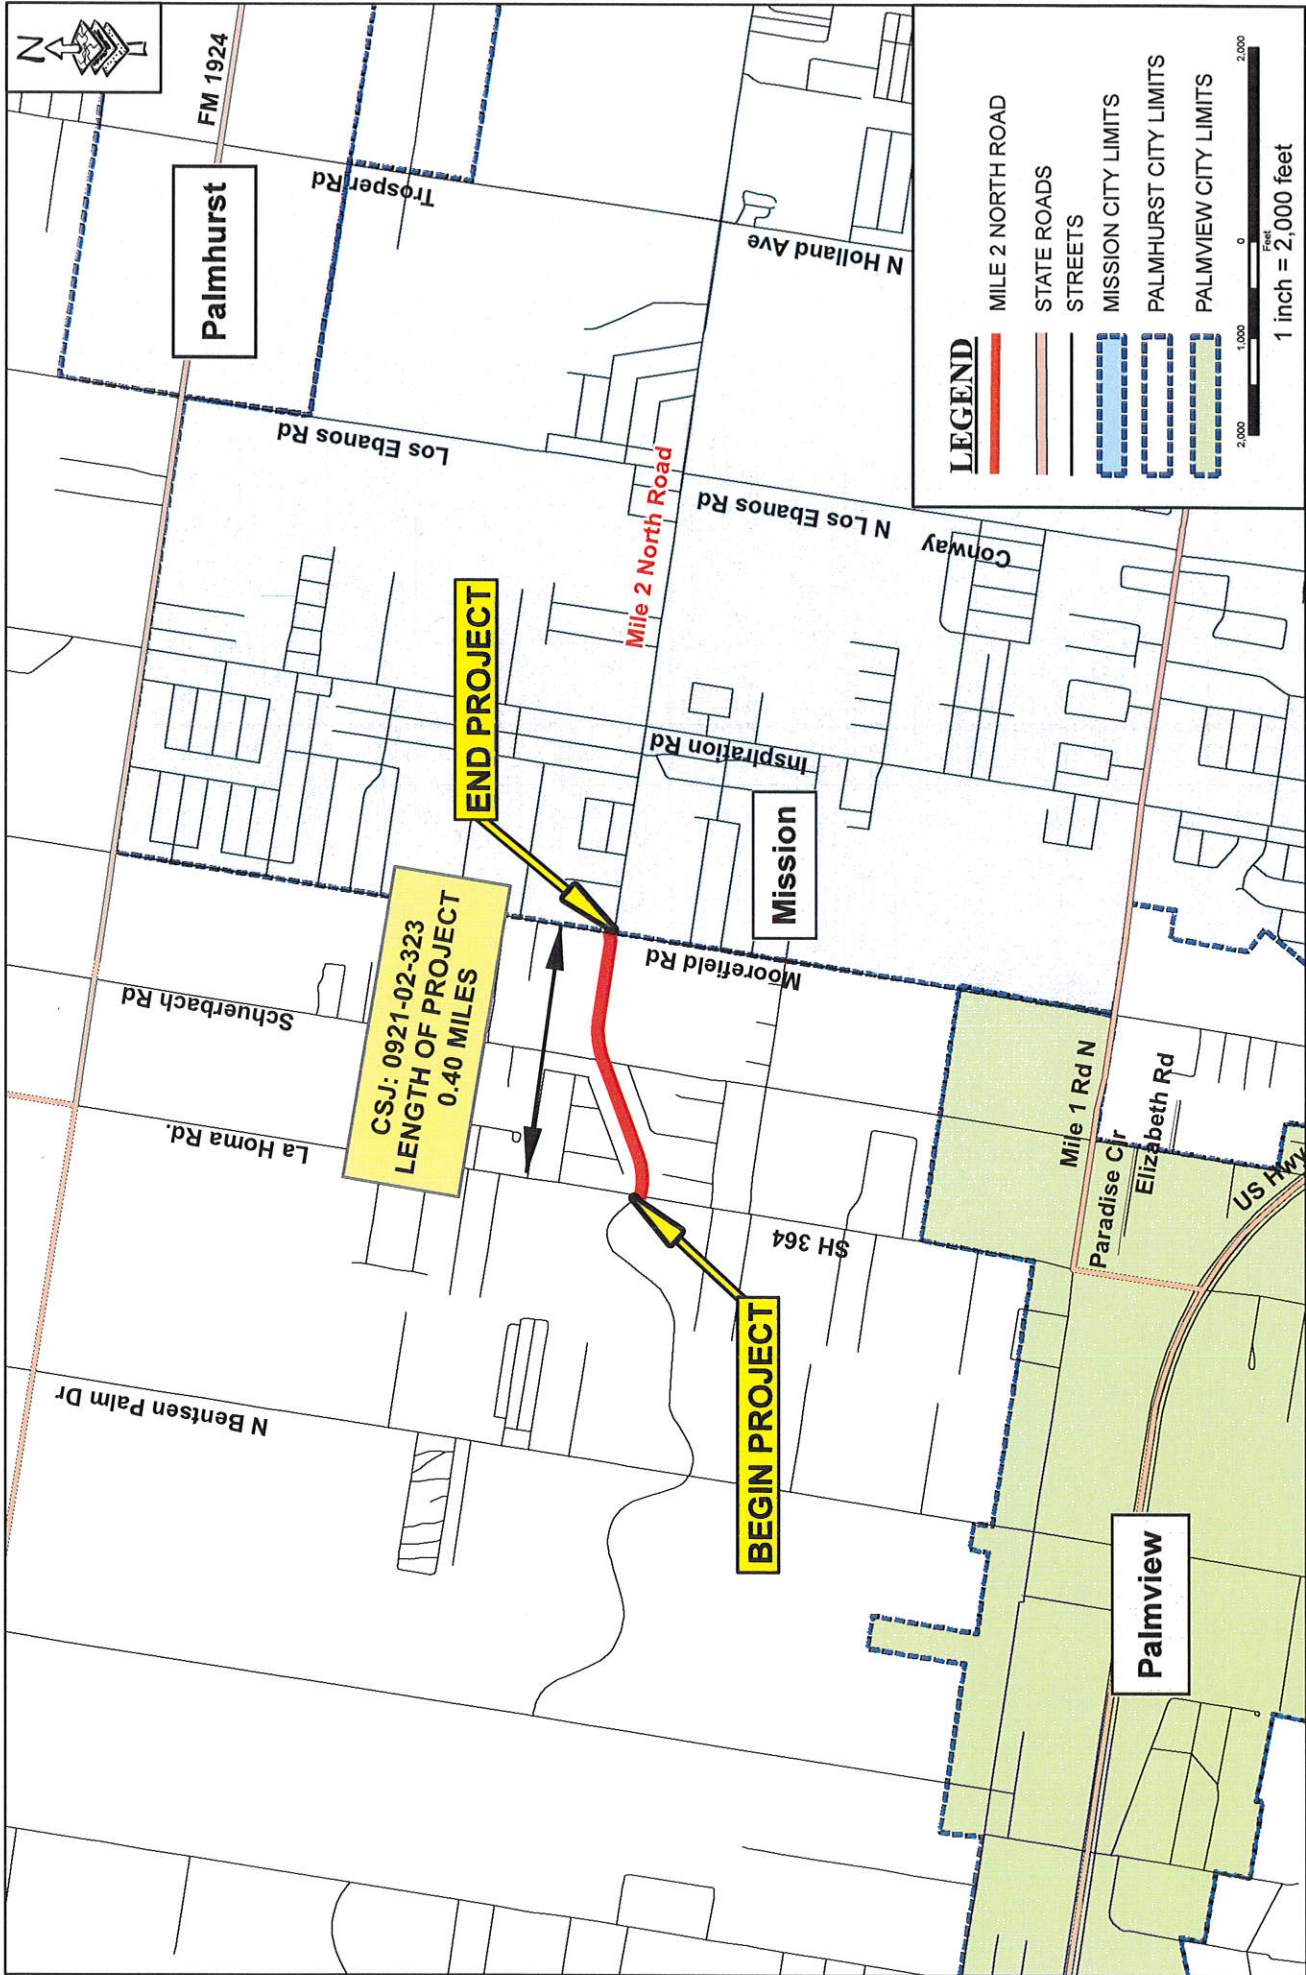 N
FM 1924
Palmhurst
Trosper Rd
Los Ebanos Rd
Schuerbach Rd
La Homa Rd.
N Bentsen Palm Dr
CSJ: 0921-02-323
LENGTH OF PROJECT
0.40 MILES
END PROJECT
Mile 2 North Road
N Holland Ave
N Los Ebanos Rd
Conway
Inspiration Rd
Mission
Moorefield Rd
SH 364
BEGIN PROJECT
Mile 1 Rd N
Paradise Cir
Elizabeth Rd
US Hwy
Palmview
LEGEND
MILE 2 NORTH ROAD
STATE ROADS
STREETS
MISSION CITY LIMITS
PALMHURST CITY LIMITS
PALMVIEW CITY LIMITS
2,000 1,000 0 2,000
Feet
1 inch = 2,000 feet